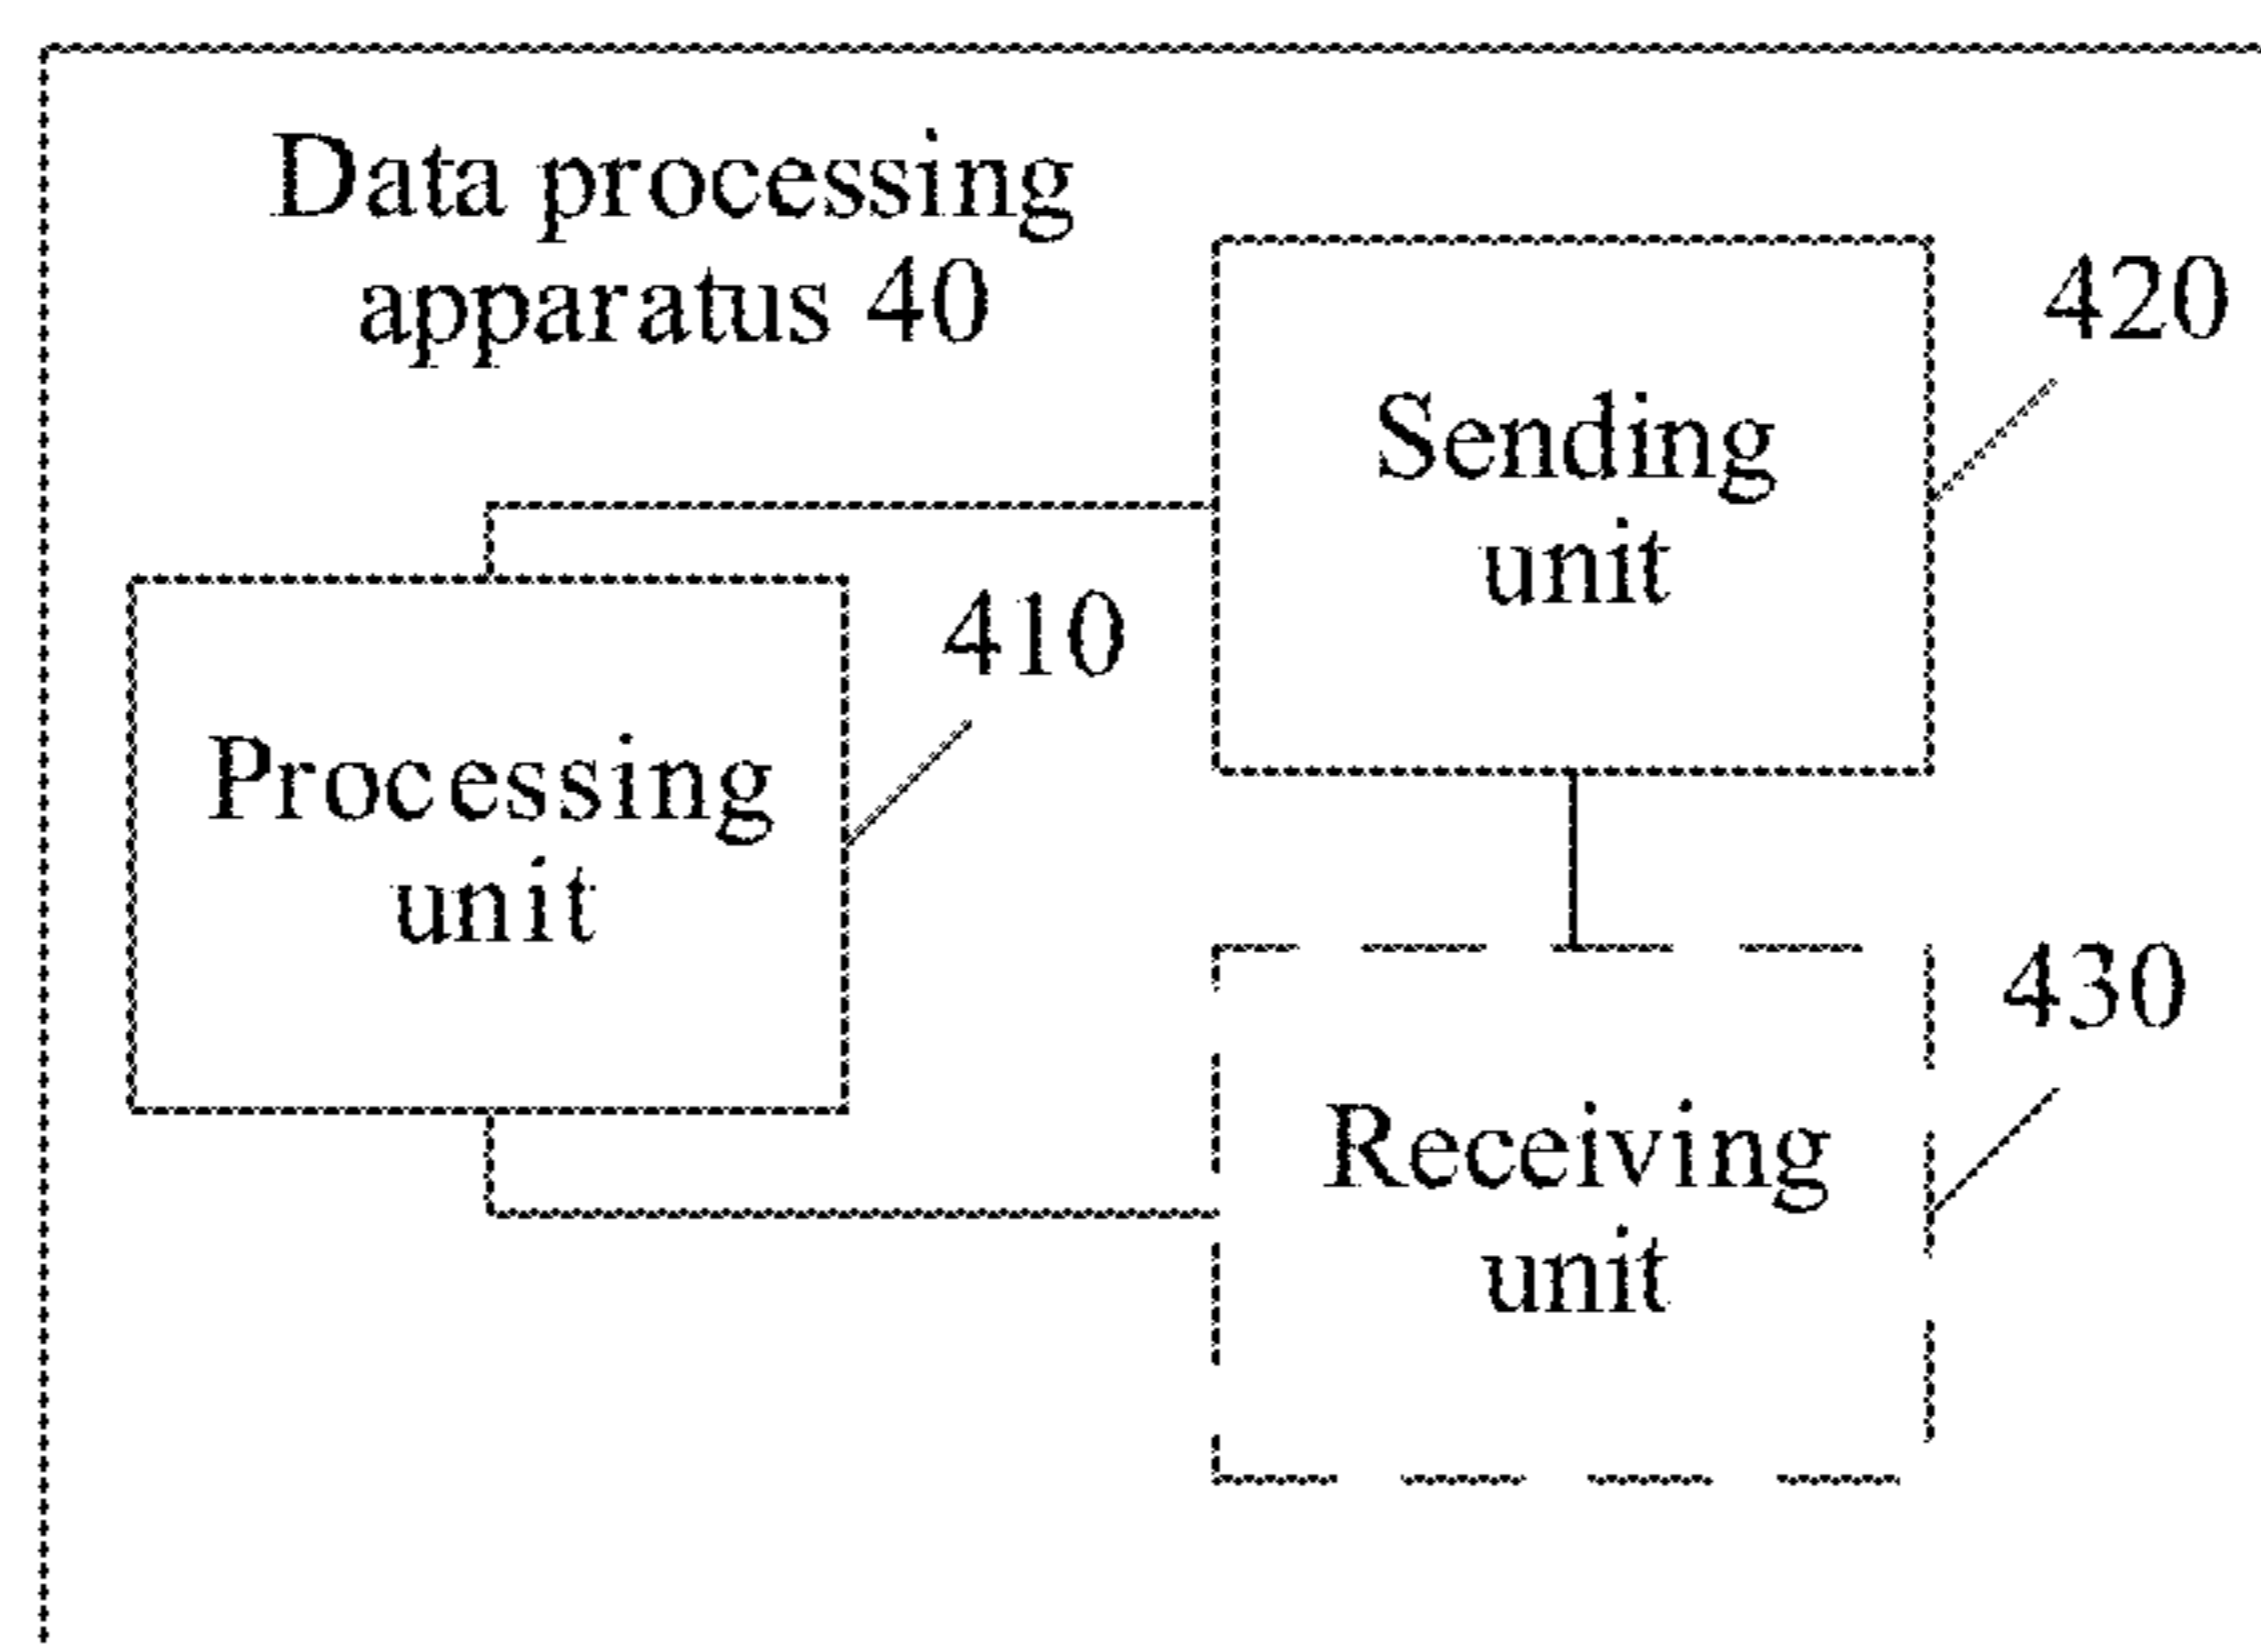 Data processing
apparatus 40
420
Sending
unit
410
Processing
unit
430
Receiving
unit